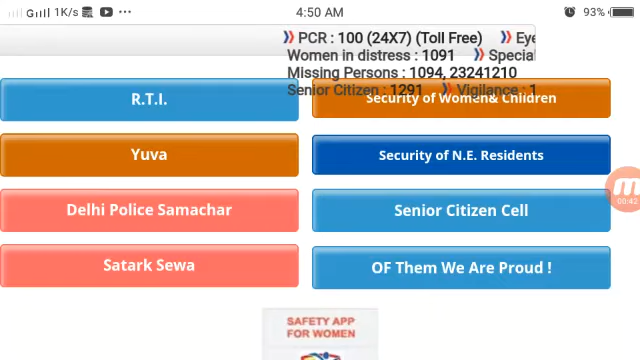 1K/s
4:50 AM
93%
PCR : 100 (24X7) (Toll Free) Eye
Women in distress : 1091 Special
Missing Persons : 1094, 23241210
Senior Citizen : 1291 Vigilance : 1
R.T.I.
Security of Women& Children
Yuva
Security of N.E. Residents
Delhi Police Samachar
Senior Citizen Cell
Satark Sewa
OF Them We Are Proud !
00:42
SAFETY APP
FOR WOMEN